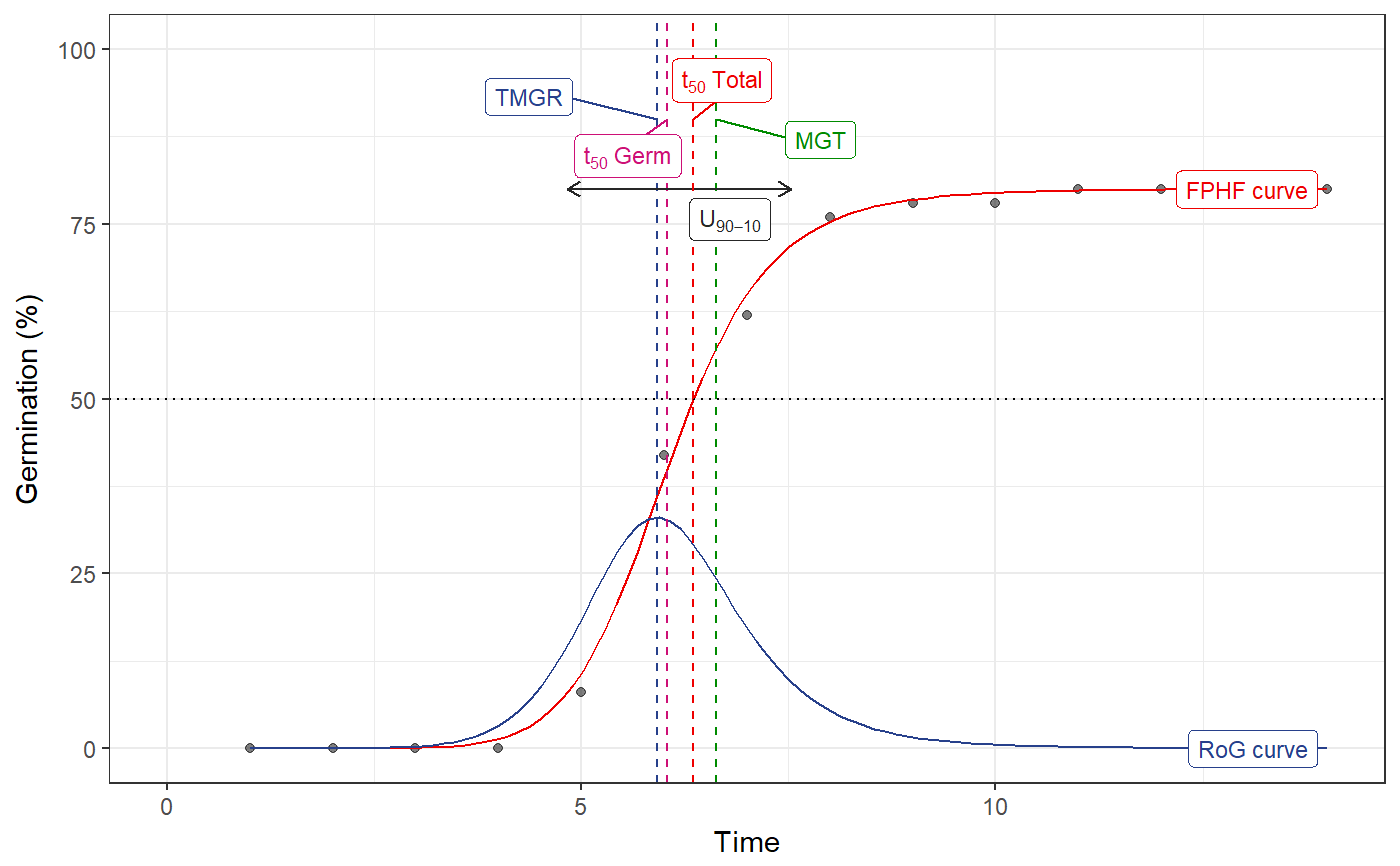 100
t50 Total
TMGR
MGT
t50 Germ
FPHF curve
U90−10
75
Germination (%)
50
25
RoG curve
0
0 5 10
Time